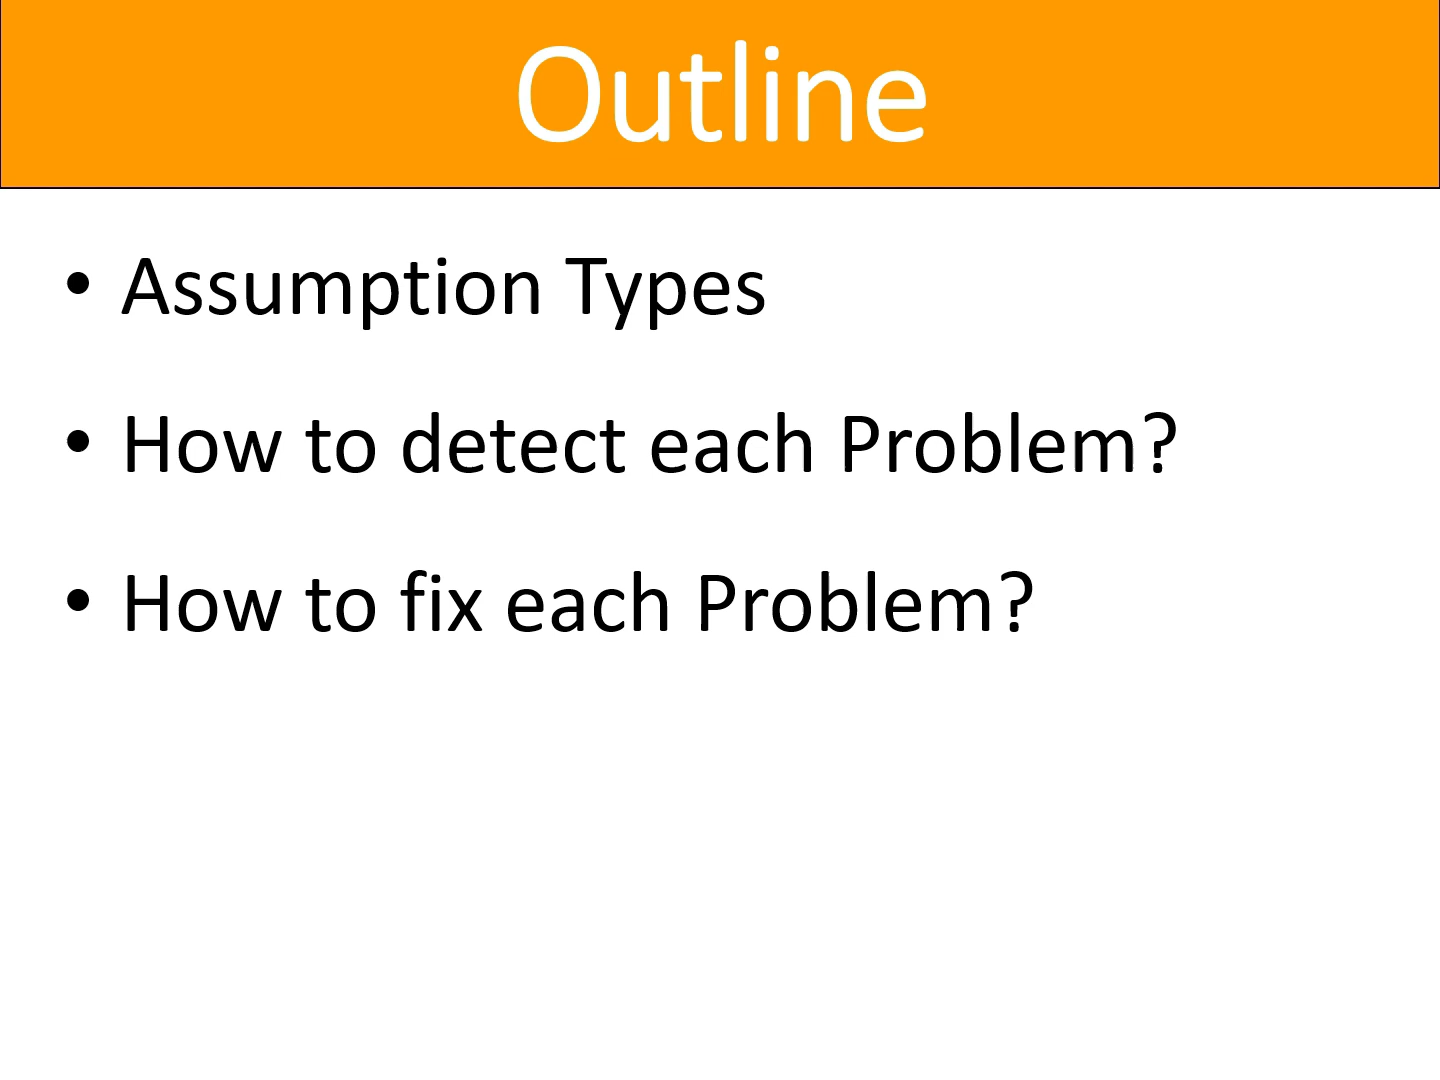 Outline
• Assumption Types
• How to detect each Problem?
• How to fix each Problem?